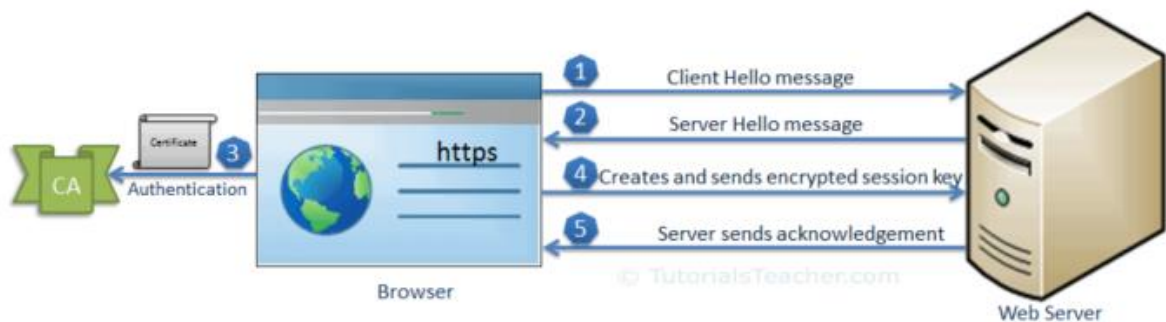 1
Client Hello message
2
Server Hello message
Certificate
3
https
CA
Authentication
4
Creates and sends encrypted session key
5
Server sends acknowledgement
© TutorialsTeacher.com
Browser
Web Server